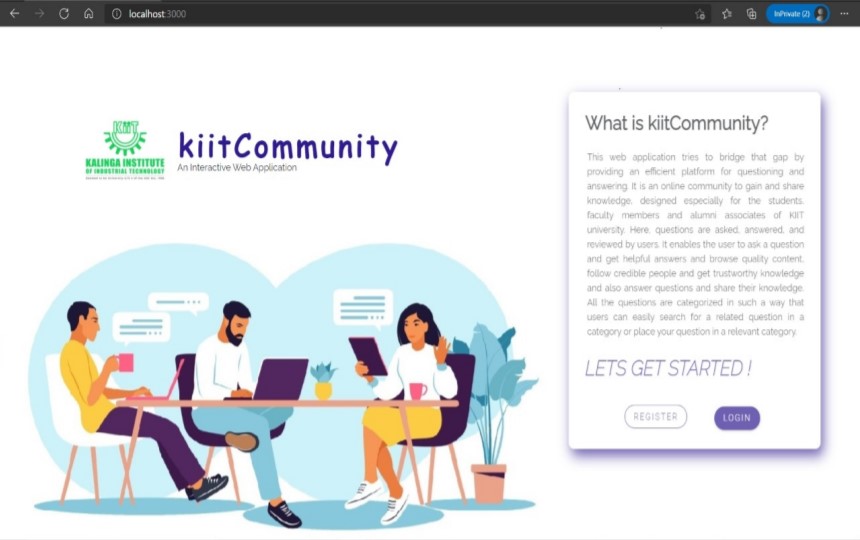 localhost:3000
InPrivate (2)
KiiT
KALINGA INSTITUTE
OF INDUSTRIAL TECHNOLOGY
kiitCommunity
An Interactive Web Application
What is kiitCommunity?
This web application tries to bridge that gap by
providing an efficient platform for questioning and
answering. It is an online community to gain and share
knowledge, designed especially for the students,
faculty members and alumni associates of KIIT
university. Here, questions are asked, answered, and
reviewed by users. It enables the user to ask a question
and get helpful answers and browse quality content,
follow credible people and get trustworthy knowledge
and also answer questions and share their knowledge.
All the questions are categorized in such a way that
users can easily search for a related question in a
category or place your question in a relevant category.
LETS GET STARTED !
REGISTER
LOGIN